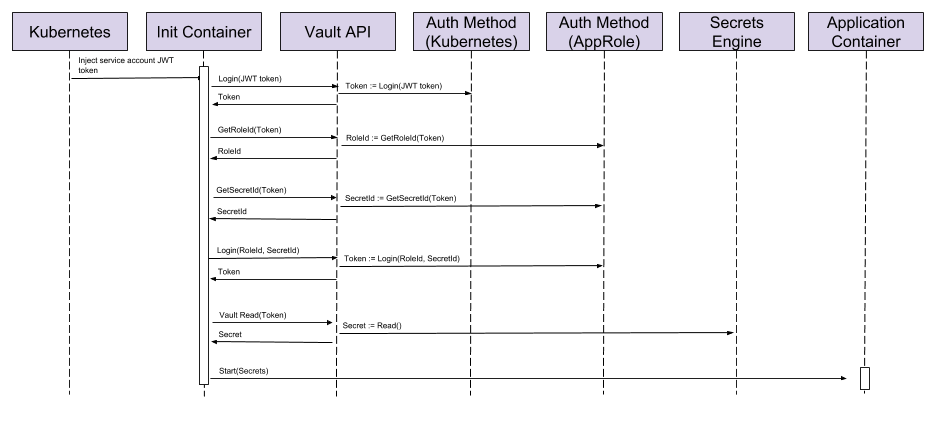 Kubernetes
Init Container
Vault API
Auth Method
(Kubernetes)
Auth Method
(AppRole)
Secrets
Engine
Application
Container
Inject service account JWT
token
Login(JWT token)
Token := Login(JWT token)
Token
GetRoleId(Token)
RoleId := GetRoleId(Token)
RoleId
GetSecretId(Token)
SecretId := GetSecretId(Token)
SecretId
Login(RoleId, SecretId)
Token := Login(RoleId, SecretId)
Token
Vault Read(Token)
Secret := Read()
Secret
Start(Secrets)